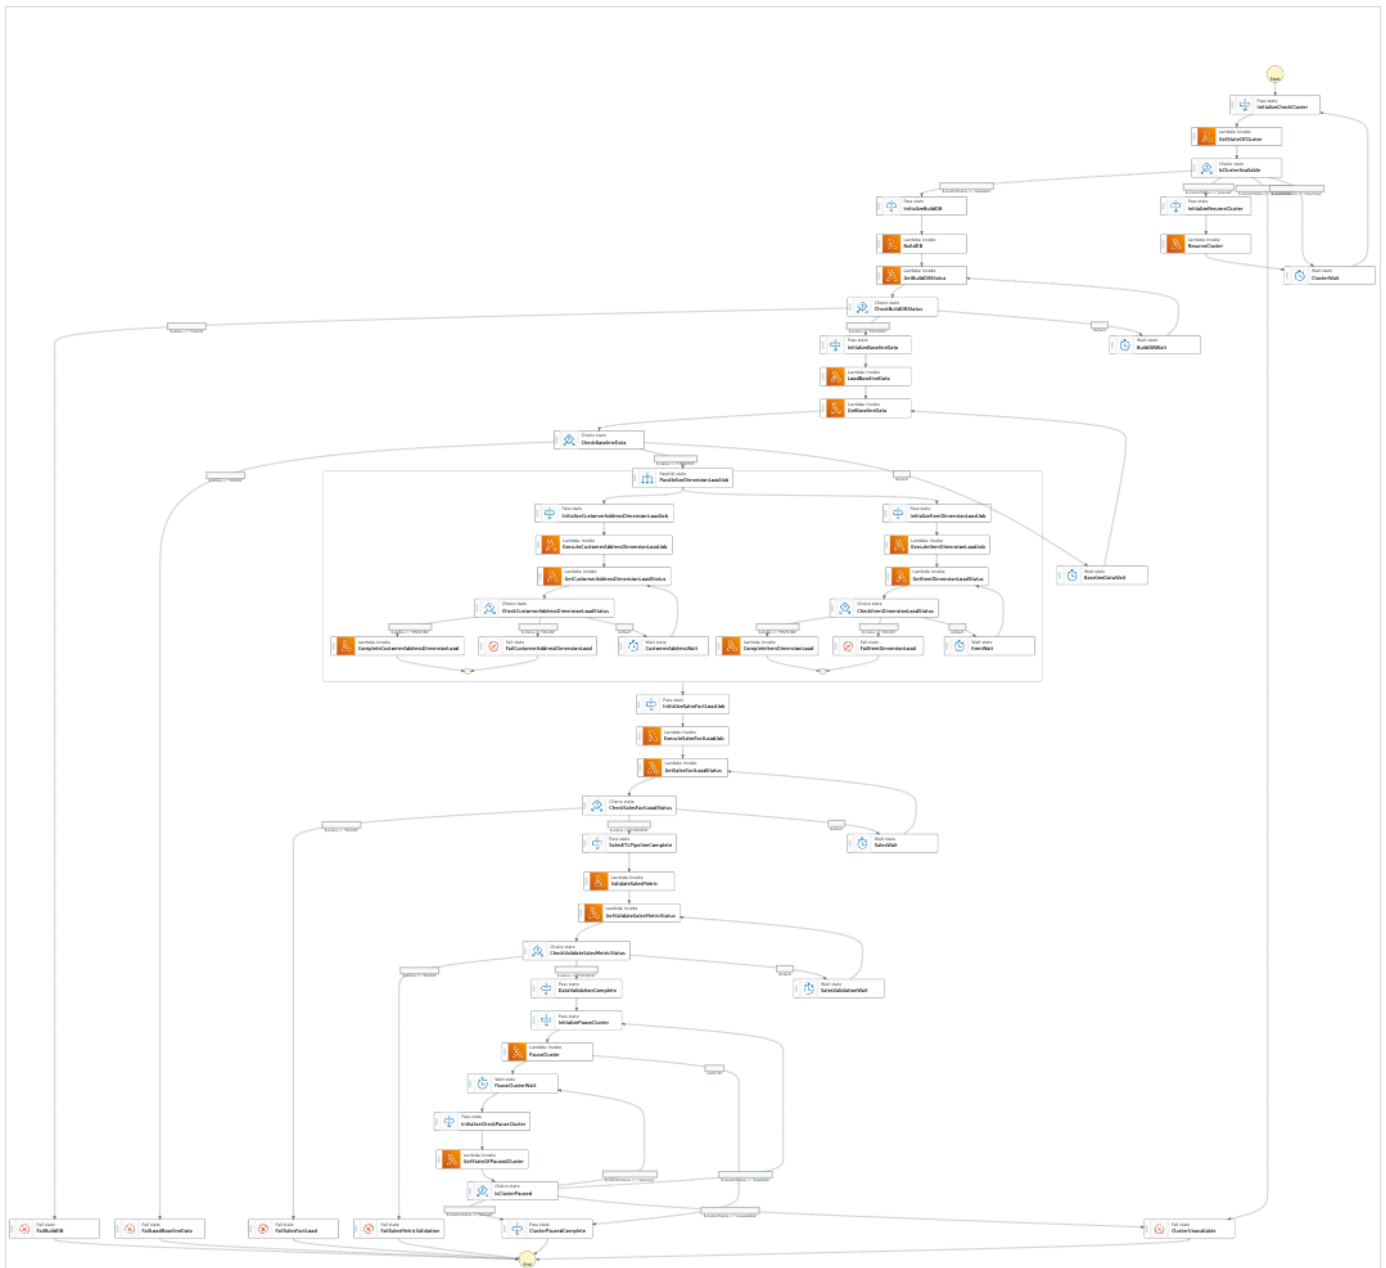 Start
Pass state
InitializeCheckCluster
Lambda: Invoke
GetStateOfCluster
Choice state
IsClusterAvailable
Pass state
InitializeBuildDB
Pass state
InitializeResumeCluster
Lambda: Invoke
BuildDB
Lambda: Invoke
ResumeCluster
Lambda: Invoke
GetBuildDBStatus
Wait state
ClusterWait
Choice state
CheckBuildDBStatus
Default
Pass state
InitializeBaselineData
Wait state
BuildDBWait
Lambda: Invoke
LoadBaselineData
Lambda: Invoke
GetBaselineData
Choice state
CheckBaselineData
Default
Parallel state
ParallelizeDimensionLoadJob
Pass state
InitializeCustomerAddressDimensionLoadJob
Pass state
InitializeItemDimensionLoadJob
Lambda: Invoke
ExecuteCustomerAddressDimensionLoadJob
Lambda: Invoke
ExecuteItemDimensionLoadJob
Lambda: Invoke
GetCustomerAddressDimensionLoadStatus
Lambda: Invoke
GetItemDimensionLoadStatus
Wait state
BaselineDataWait
Choice state
CheckCustomerAddressDimensionLoadStatus
Choice state
CheckItemDimensionLoadStatus
Default
Default
Lambda: Invoke
CompleteCustomerAddressDimensionLoad
Fail state
FailCustomerAddressDimensionLoad
Wait state
CustomerAddressWait
Lambda: Invoke
CompleteItemDimensionLoad
Fail state
FailItemDimensionLoad
Wait state
ItemWait
Pass state
InitializeSalesFactLoadJob
Lambda: Invoke
ExecuteSalesFactLoadJob
Lambda: Invoke
GetSalesFactLoadStatus
Choice state
CheckSalesFactLoadStatus
Default
Pass state
SalesETLPipelineComplete
Wait state
SalesWait
Lambda: Invoke
ValidateSalesMetric
Lambda: Invoke
GetValidateSalesMetricStatus
Choice state
CheckValidateSalesMetricStatus
Default
Pass state
DataValidationComplete
Wait state
SalesValidationWait
Pass state
InitializePauseCluster
Lambda: Invoke
PauseCluster
Wait state
PauseClusterWait
Pass state
InitializeCheckPauseCluster
Lambda: Invoke
GetStateOfPausedCluster
Choice state
IsClusterPaused
Fail state
FailBuildDB
Fail state
FailLoadBaselineData
Fail state
FailSalesFactLoad
Fail state
FailSalesMetricValidation
Pass state
ClusterPausedComplete
Fail state
ClusterUnavailable
End